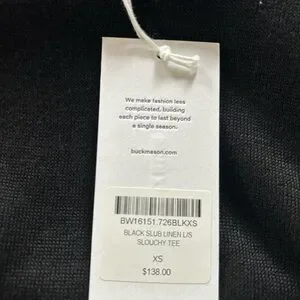 We make fashion less
complicated, building
each piece to last beyond
a single season.
buckmason.com
BW16151.726BLKXS
BLACK SLUB LINEN L/S
SLOUCHY TEE
XS
$138.00